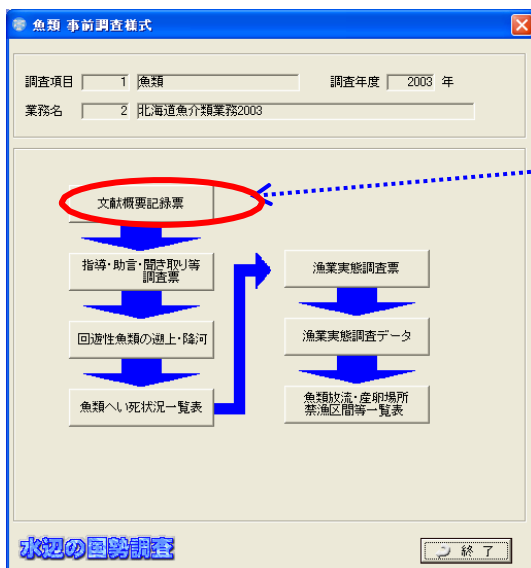 魚類 事前調査様式
調査項目 1 魚類 調査年度 2003 年
業務名 2 北海道魚介類業務2003
文献概要記録票
指導・助言・聞き取り等
調査票
回遊性魚類の遡上・降河
魚類へい死状況一覧表
漁業実態調査票
漁業実態調査データ
魚類放流・産卵場所
禁漁区間等一覧表
水辺の国勢調査
終 了